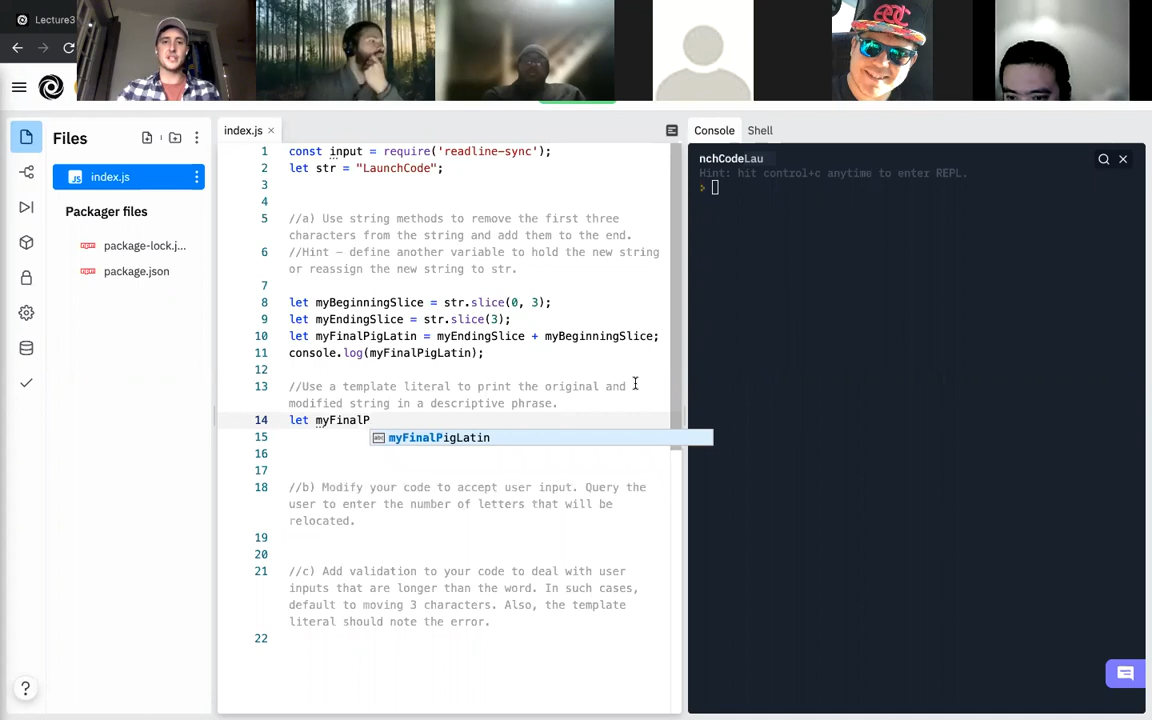 Lecture3
Files
index.js
Packager files
package-lock.j...
package.json
index.js ×
1 const input = require('readline-sync');
2 let str = "LaunchCode";
3
4
5 //a) Use string methods to remove the first three
characters from the string and add them to the end.
6 //Hint - define another variable to hold the new string
or reassign the new string to str.
7
8 let myBeginningSlice = str.slice(0, 3);
9 let myEndingSlice = str.slice(3);
10 let myFinalPigLatin = myEndingSlice + myBeginningSlice;
11 console.log(myFinalPigLatin);
12
13 //Use a template literal to print the original and
modified string in a descriptive phrase.
14 let myFinalP
abc myFinalPigLatin
15
16
17
18 //b) Modify your code to accept user input. Query the
user to enter the number of letters that will be
relocated.
19
20
21 //c) Add validation to your code to deal with user
inputs that are longer than the word. In such cases,
default to moving 3 characters. Also, the template
literal should note the error.
22
Console Shell
nchCodeLau
Hint: hit control+c anytime to enter REPL.
>
?